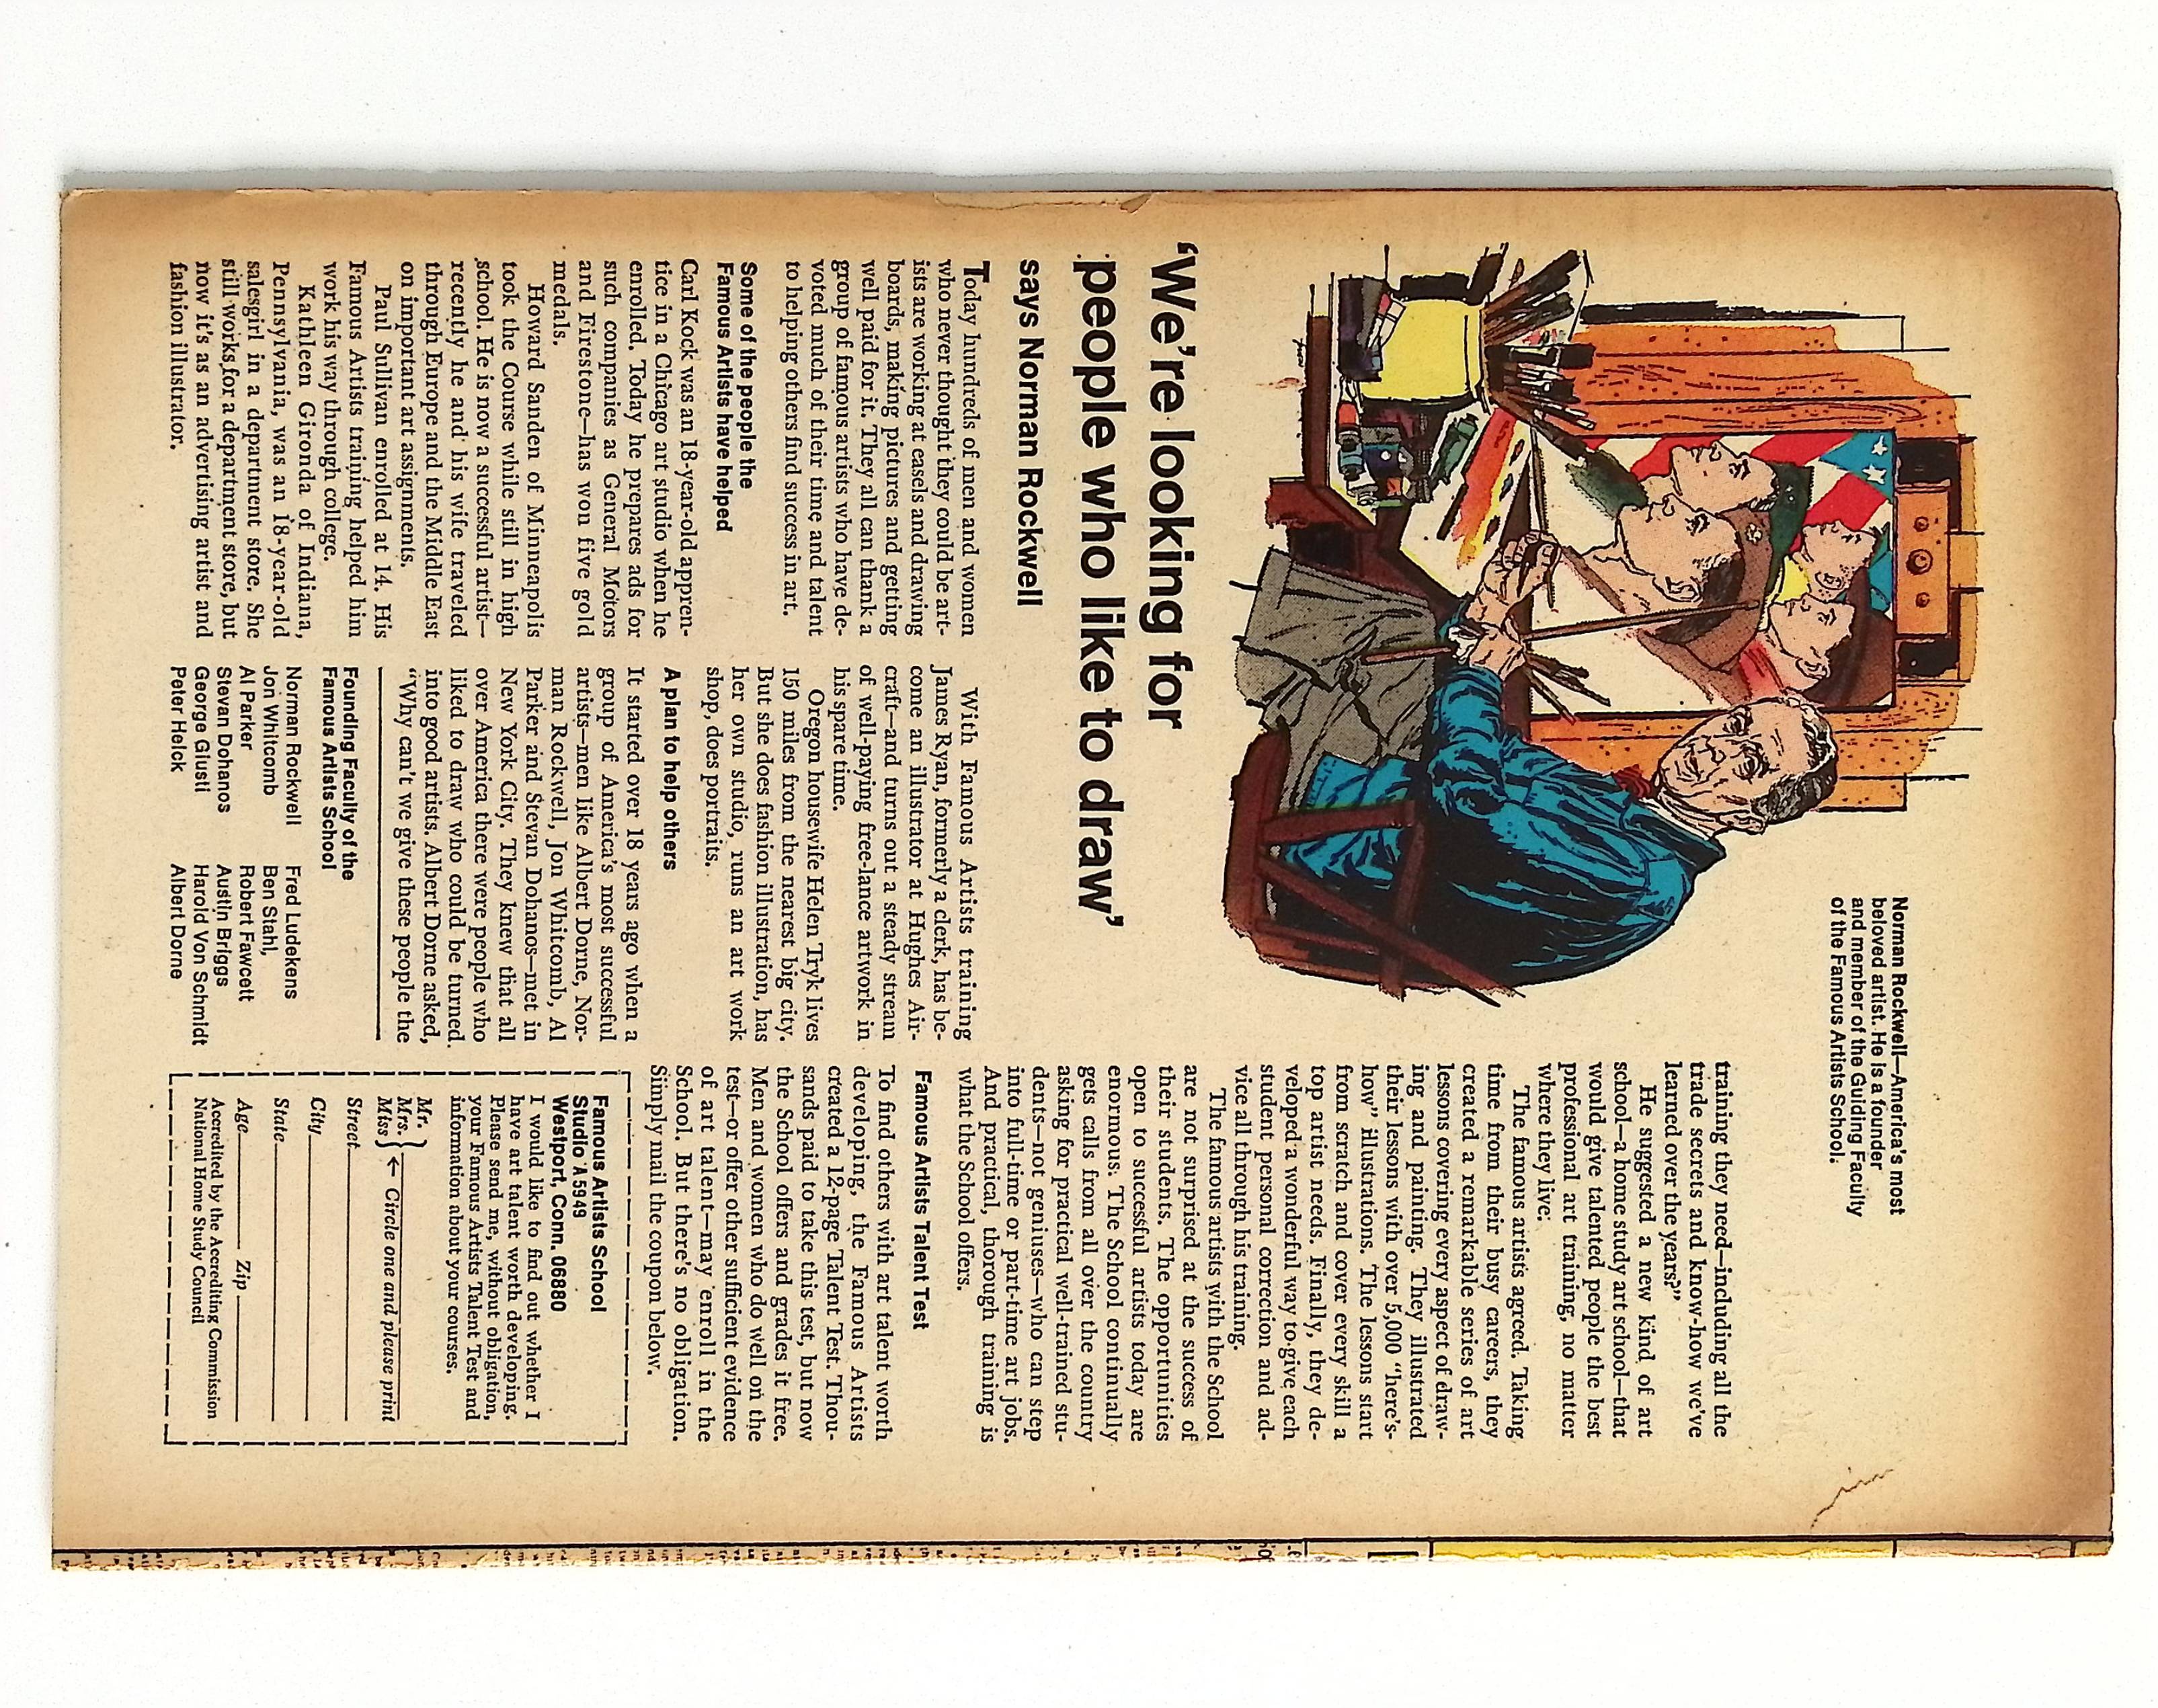 Norman Rockwell—America's most
beloved artist. He is a founder
and member of the Guiding Faculty
of the Famous Artists School.
‘We’re looking for
people who like to draw’
says Norman Rockwell
Today hundreds of men and women
who never thought they could be art-
ists are working at easels and drawing
boards, making pictures and getting
well paid for it. They all can thank a
group of famous artists who have de-
voted much of their time and talent
to helping others find success in art.
Some of the people the
Famous Artists have helped
Carl Kock was an 18-year-old appren-
tice in a Chicago art studio when he
enrolled. Today he prepares ads for
such companies as General Motors
and Firestone—has won five gold
medals.
Howard Sanden of Minneapolis
took the Course while still in high
school. He is now a successful artist—
recently he and his wife traveled
through Europe and the Middle East
on important art assignments.
Paul Sullivan enrolled at 14. His
Famous Artists training helped him
work his way through college.
Kathleen Gironda of Indiana,
Pennsylvania, was an 18-year-old
salesgirl in a department store. She
still works for a department store, but
now it's as an advertising artist and
fashion illustrator.
With Famous Artists training
James Ryan, formerly a clerk, has be-
come an illustrator at Hughes Air-
craft—and turns out a steady stream
of well-paying free-lance artwork in
his spare time.
Oregon housewife Helen Tryk lives
150 miles from the nearest big city.
But she does fashion illustration, has
her own studio, runs an art work
shop, does portraits.
A plan to help others
It started over 18 years ago when a
group of America's most successful
artists—men like Albert Dorne, Nor-
man Rockwell, Jon Whitcomb, Al
Parker and Stevan Dohanos—met in
New York City. They knew that all
over America there were people who
liked to draw who could be turned
into good artists. Albert Dorne asked,
“Why can't we give these people the
Founding Faculty of the
Famous Artists School
Norman Rockwell
Jon Whitcomb
Al Parker
Stevan Dohanos
George Giusti
Peter Helck
Fred Ludekens
Ben Stahl,
Robert Fawcett
Austin Briggs
Harold Von Schmidt
Albert Dorne
training they need—including all the
trade secrets and know-how we've
learned over the years?”
He suggested a new kind of art
school—a home study art school—that
would give talented people the best
professional art training, no matter
where they live.
The famous artists agreed. Taking
time from their busy careers, they
created a remarkable series of art
lessons covering every aspect of draw-
ing and painting. They illustrated
their lessons with over 5,000 “here's-
how” illustrations. The lessons start
from scratch and cover every skill a
top artist needs. Finally, they de-
veloped a wonderful way to give each
student personal correction and ad-
vice all through his training.
The famous artists with the School
are not surprised at the success of
their students. The opportunities
open to successful artists today are
enormous. The School continually
gets calls from all over the country
asking for practical well-trained stu-
dents—not geniuses—who can step
into full-time or part-time art jobs.
And practical, thorough training is
what the School offers.
Famous Artists Talent Test
To find others with art talent worth
developing, the Famous Artists
created a 12-page Talent Test. Thou-
sands paid to take this test, but now
the School offers and grades it free.
Men and women who do well on the
test—or offer other sufficient evidence
of art talent—may enroll in the
School. But there's no obligation.
Simply mail the coupon below.
Famous Artists School
Studio A5949
Westport, Conn. 06880
I would like to find out whether I
have art talent worth developing.
Please send me, without obligation,
your Famous Artists Talent Test and
information about your courses.
Mr.
Mrs.
Miss ← Circle one and please print
Street
City
State
Age Zip
Accredited by the Accrediting Commission
National Home Study Council